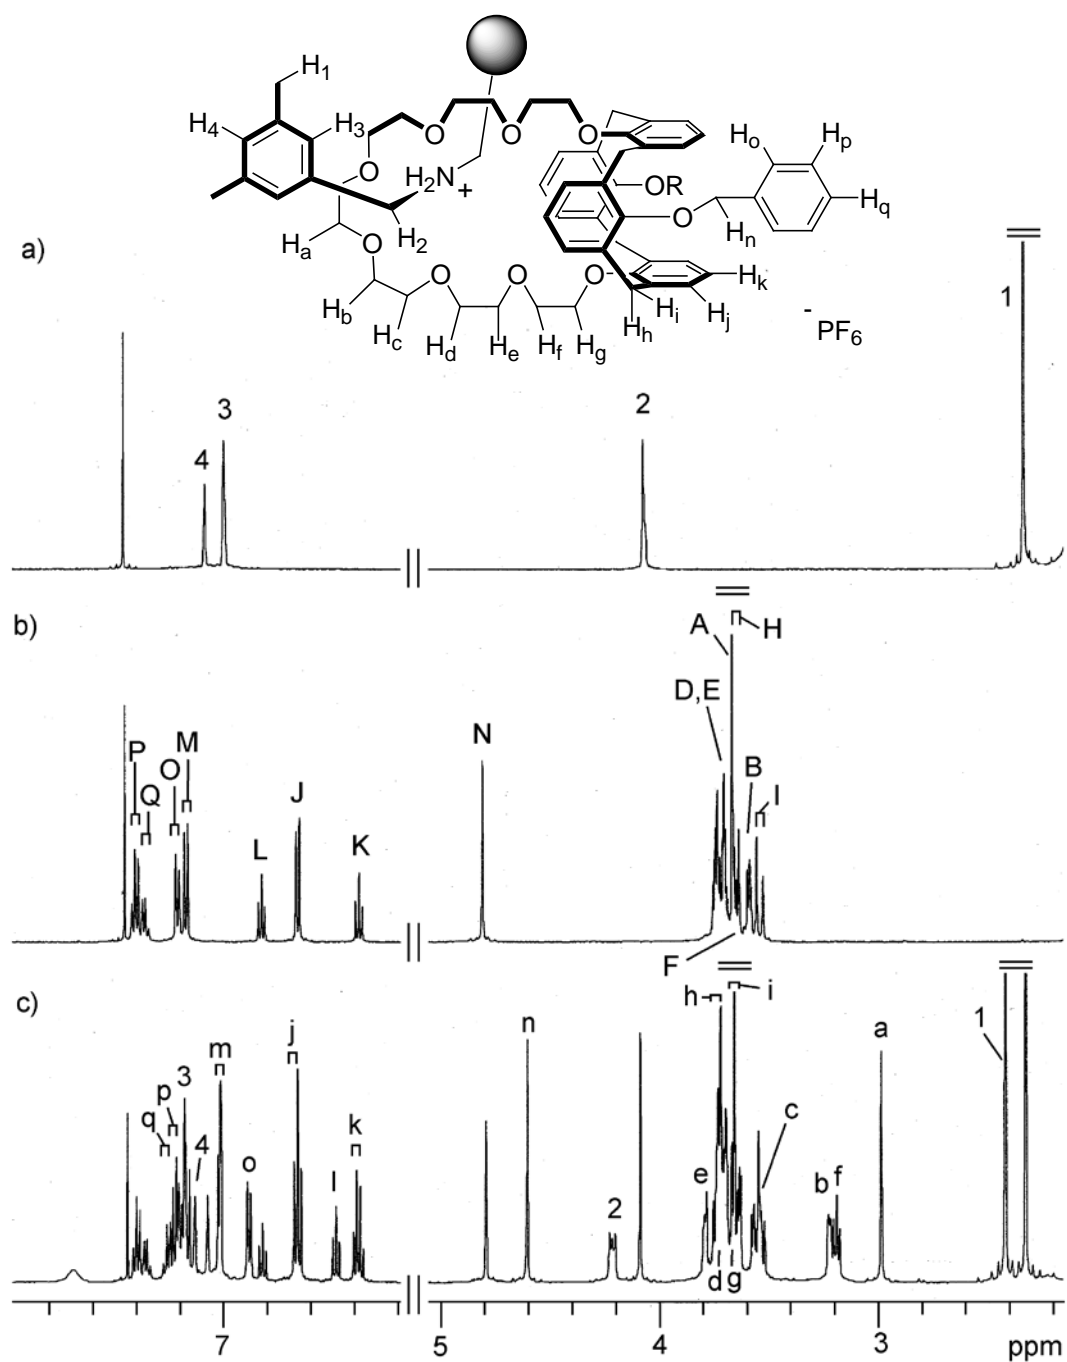 H1
H4
H3
O
O
O
O
H2N
+
OR
O
Ho
Hp
Hq
Hn
O
H2
Ha
O
O
O
O
Hk
Hi
Hj
Hh
Hb
Hc
Hd
He
Hf
Hg
-
PF6
a)
4
3
2
1
b)
P
Q
O
M
L
J
K
N
D,E
A
H
B
I
F
c)
q
p
3
4
m
o
j
l
k
n
2
e
h
i
d
g
c
b
f
a
1
7
5
4
3
ppm